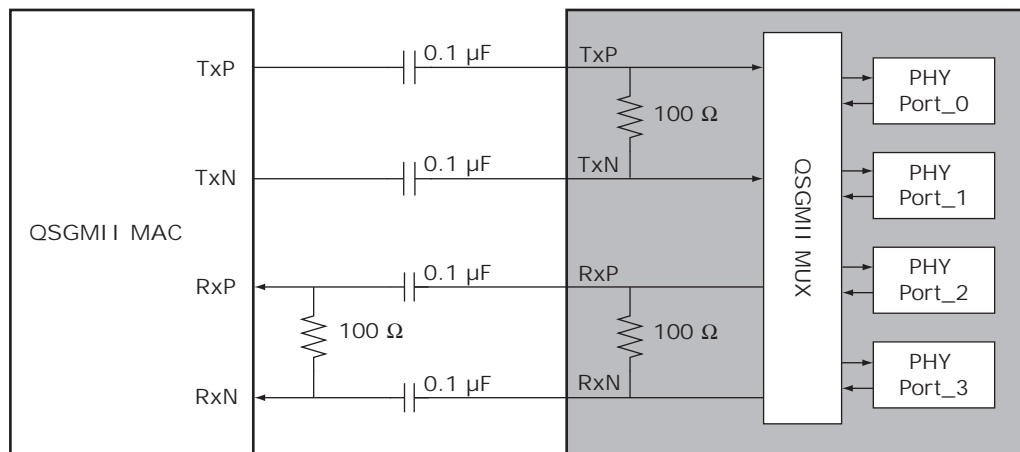 TxP
0.1 µF
TxP
100 Ω
TxN
0.1 µF
TxN
QSGMII MAC
RxP
0.1 µF
RxP
100 Ω
100 Ω
RxN
0.1 µF
RxN
QSGMII MUX
PHY
Port_0
PHY
Port_1
PHY
Port_2
PHY
Port_3